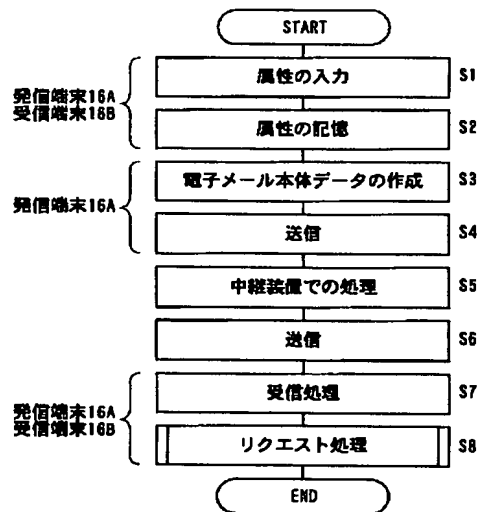 START
発信端末16A
受信端末16B
属性の入力 S1
属性の記憶 S2
発信端末16A
電子メール本体データの作成 S3
送信 S4
中継装置での処理 S5
送信 S6
発信端末16A
受信端末16B
受信処理 S7
リクエスト処理 S8
END